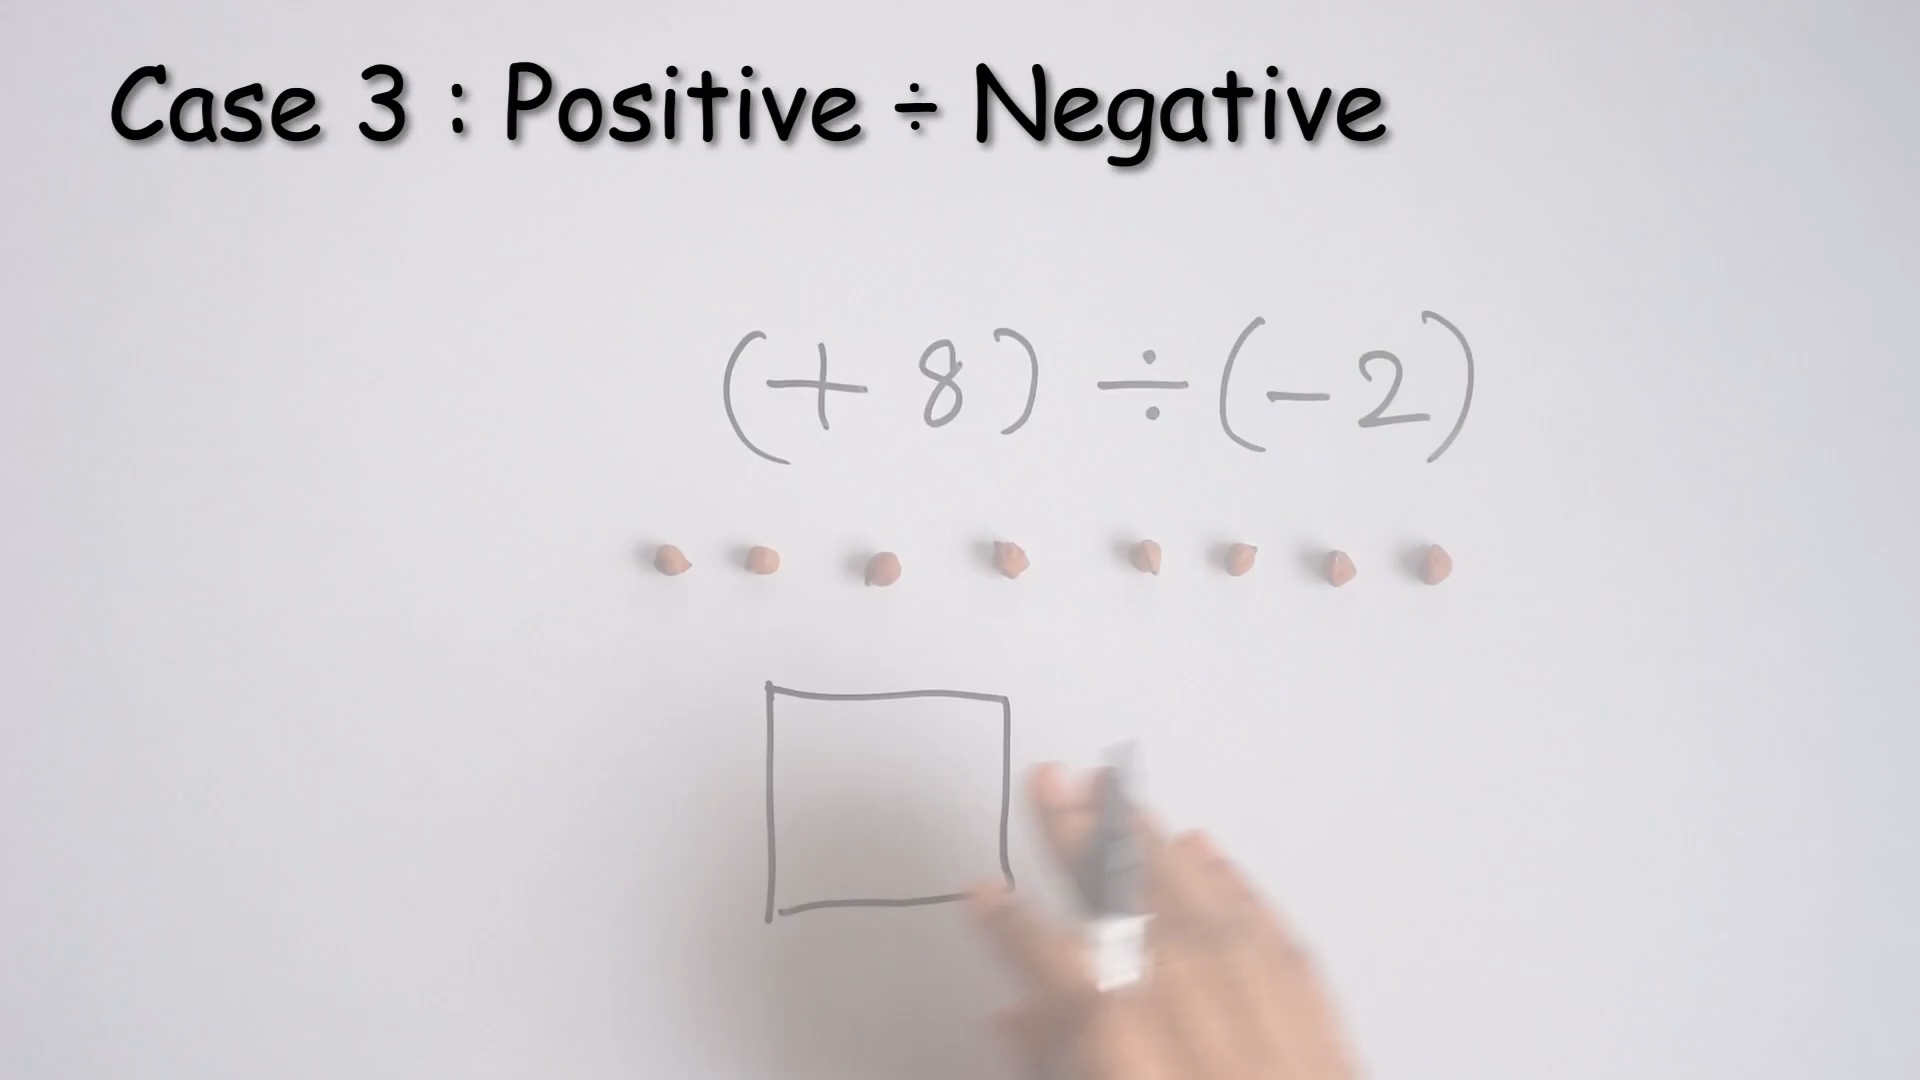 Case 3 : Positive ÷ Negative
(+ 8) ÷ (- 2)